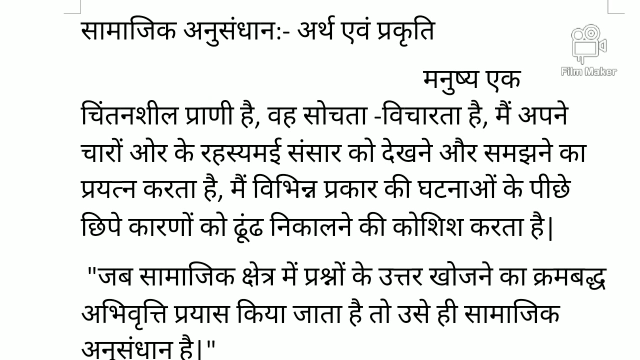 सामाजिक अनुसंधान:- अर्थ एवं प्रकृति
Film Maker
मनुष्य एक
चिंतनशील प्राणी है, वह सोचता -विचारता है, मैं अपने
चारों ओर के रहस्यमई संसार को देखने और समझने का
प्रयत्न करता है, मैं विभिन्न प्रकार की घटनाओं के पीछे
छिपे कारणों को ढूंढ निकालने की कोशिश करता है|
"जब सामाजिक क्षेत्र में प्रश्नों के उत्तर खोजने का क्रमबद्ध
अभिवृत्ति प्रयास किया जाता है तो उसे ही सामाजिक
अनुसंधान है|"